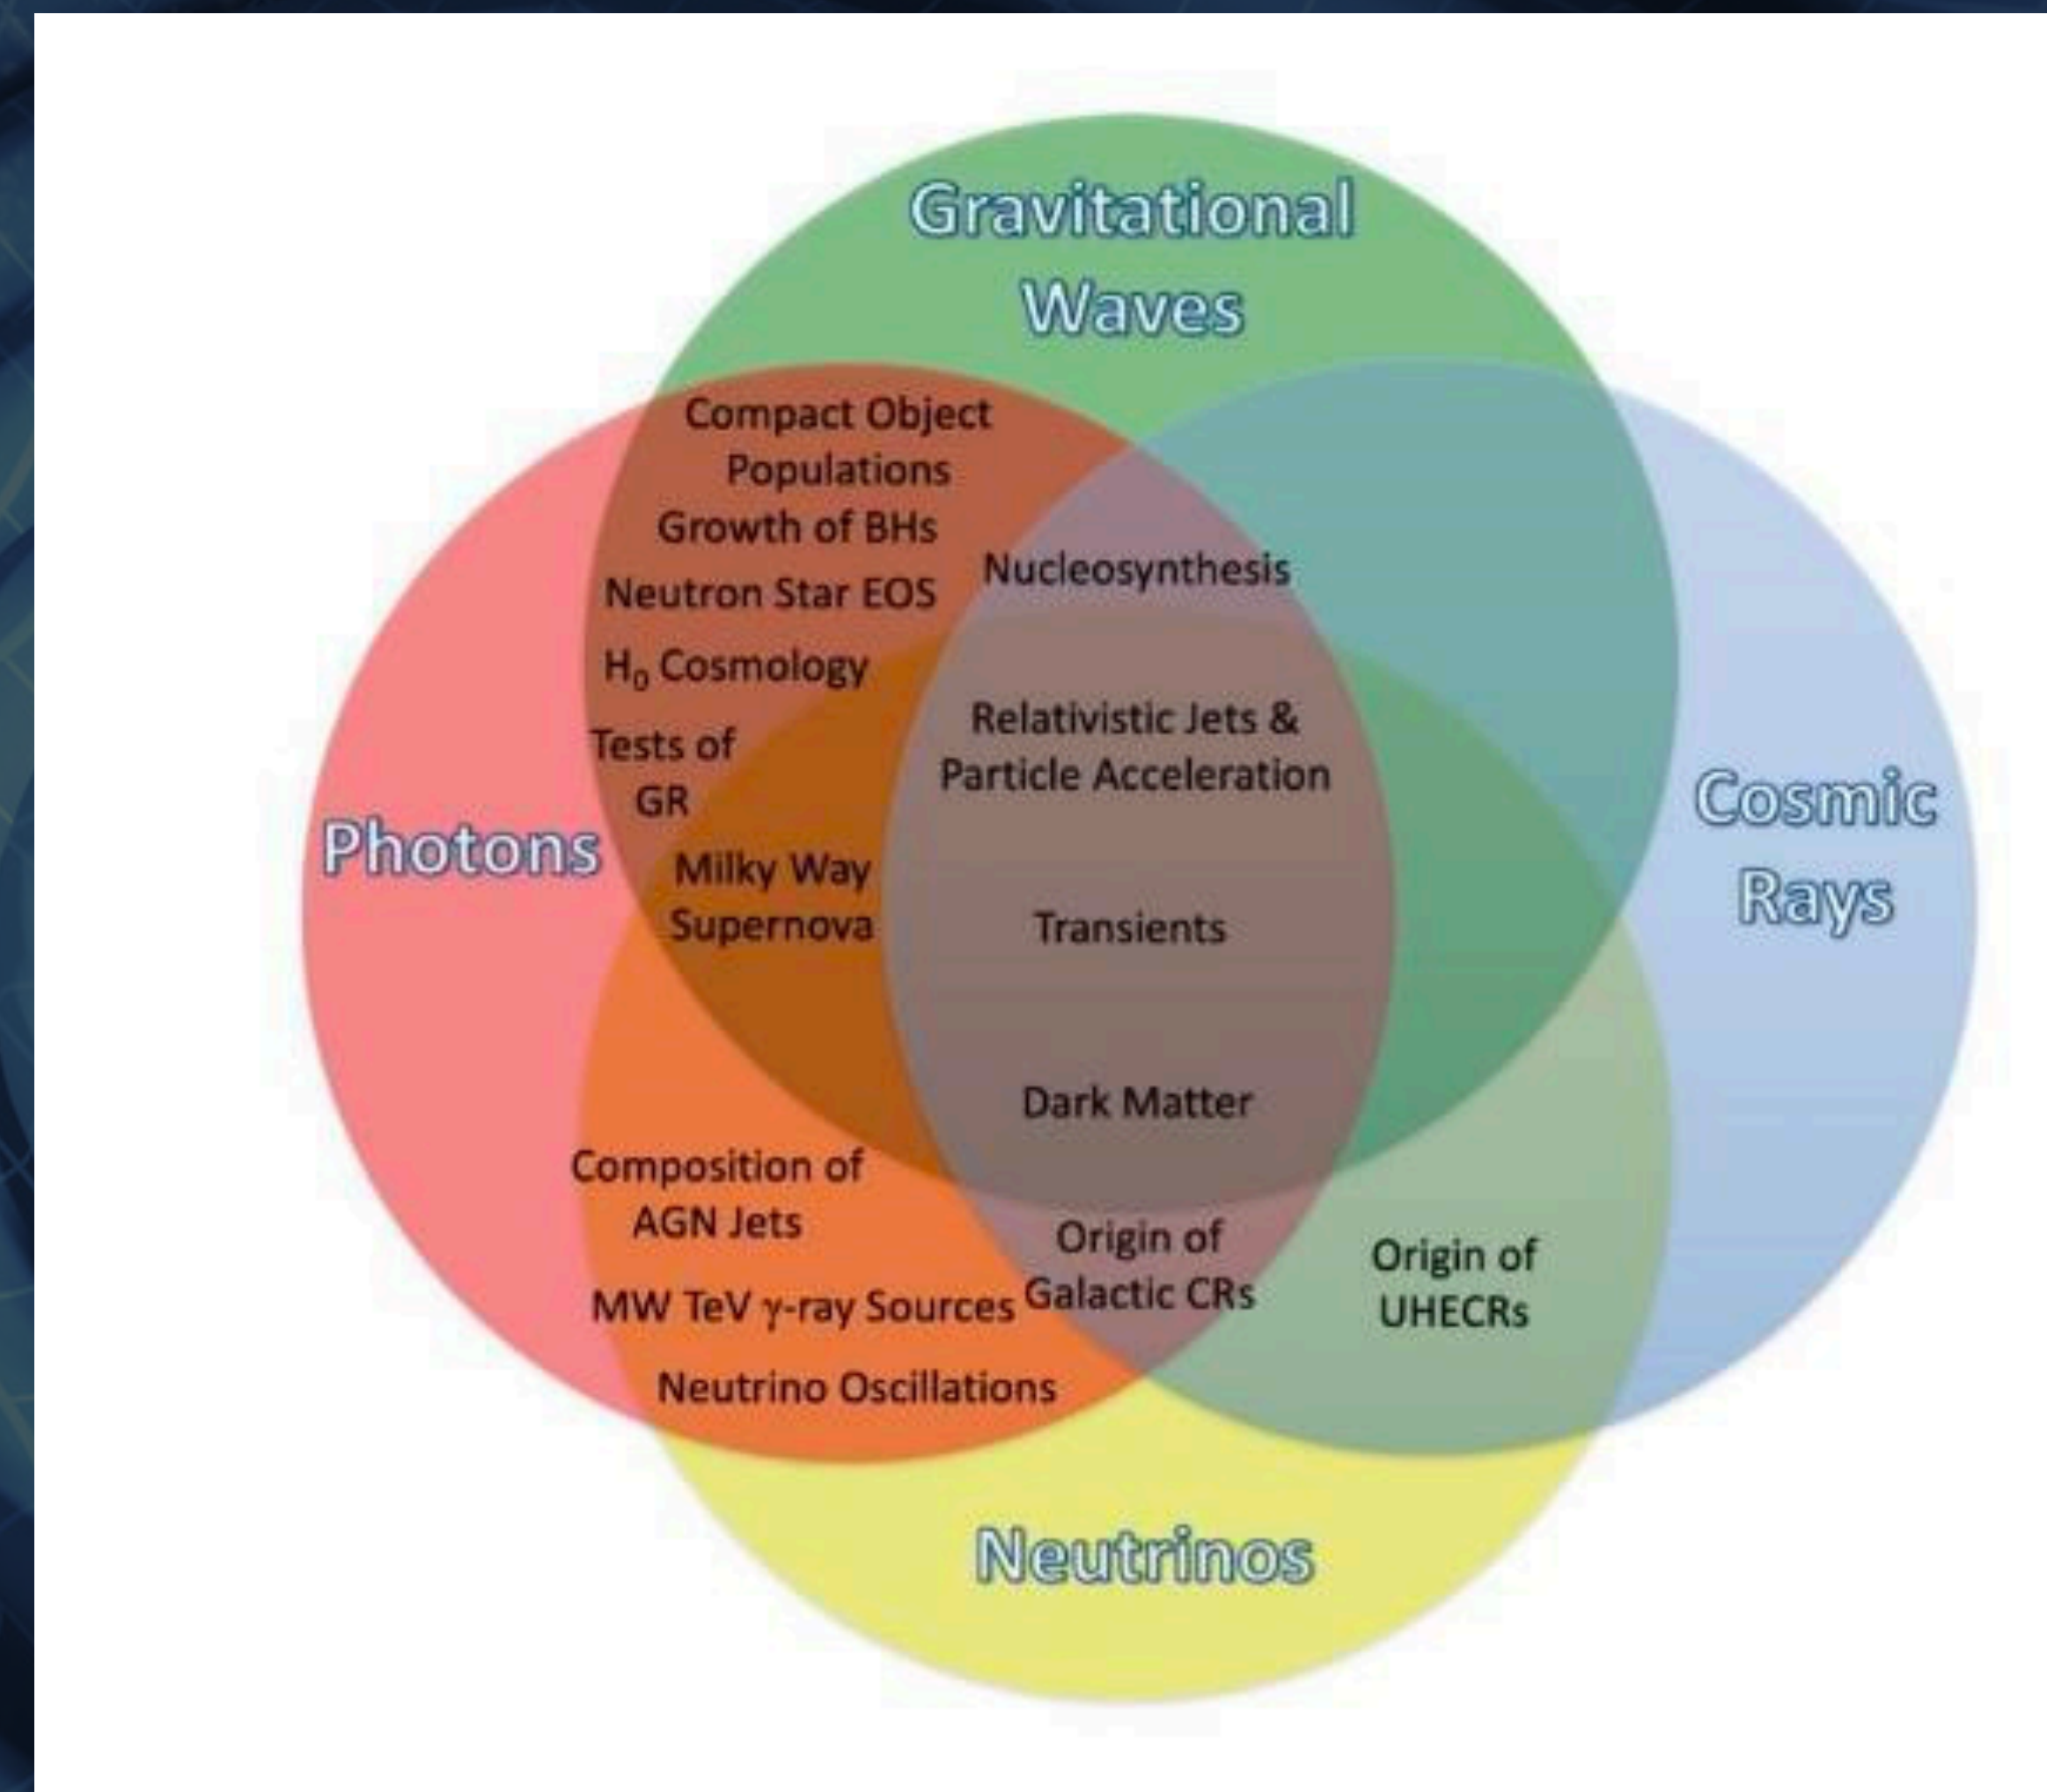 Gravitational
Waves
Compact Object
Populations
Growth of BHs
Neutron Star EOS
H₀ Cosmology
Tests of
GR
Nucleosynthesis
Relativistic Jets &
Particle Acceleration
Photons
Cosmic
Rays
Milky Way
Supernova
Transients
Dark Matter
Composition of
AGN Jets
MW TeV γ-ray Sources
Neutrino Oscillations
Origin of
Galactic CRs
Origin of
UHECRs
Neutrinos